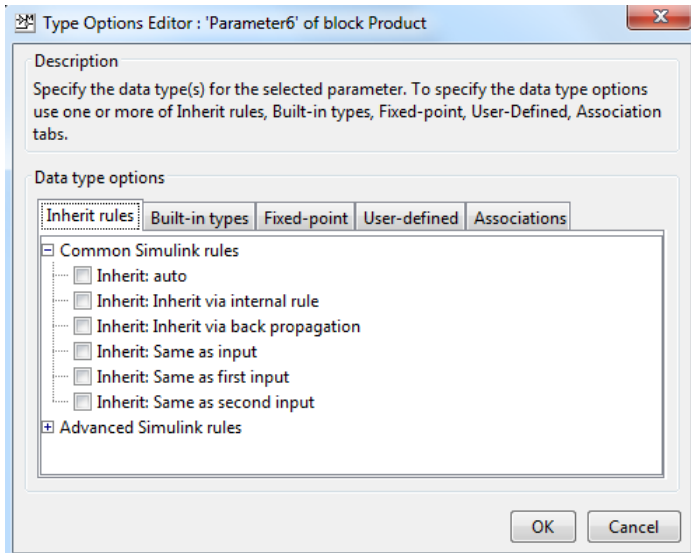 Type Options Editor : 'Parameter6' of block Product
Description
Specify the data type(s) for the selected parameter. To specify the data type options
use one or more of Inherit rules, Built-in types, Fixed-point, User-Defined, Association
tabs.
Data type options
Inherit rules Built-in types Fixed-point User-defined Associations
Common Simulink rules
Inherit: auto
Inherit: Inherit via internal rule
Inherit: Inherit via back propagation
Inherit: Same as input
Inherit: Same as first input
Inherit: Same as second input
Advanced Simulink rules
OK Cancel